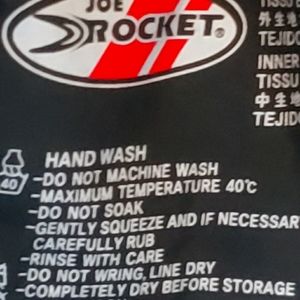 JOE
ROCKET®
外生地
TEJIDO
INNER
TISSU
中生地
TEJIDO
HAND WASH
40
-DO NOT MACHINE WASH
-MAXIMUM TEMPERATURE 40℃
-DO NOT SOAK
-GENTLY SQUEEZE AND IF NECESSAR
CAREFULLY RUB
-RINSE WITH CARE
-DO NOT WRING, LINE DRY
-COMPLETELY DRY BEFORE STORAGE